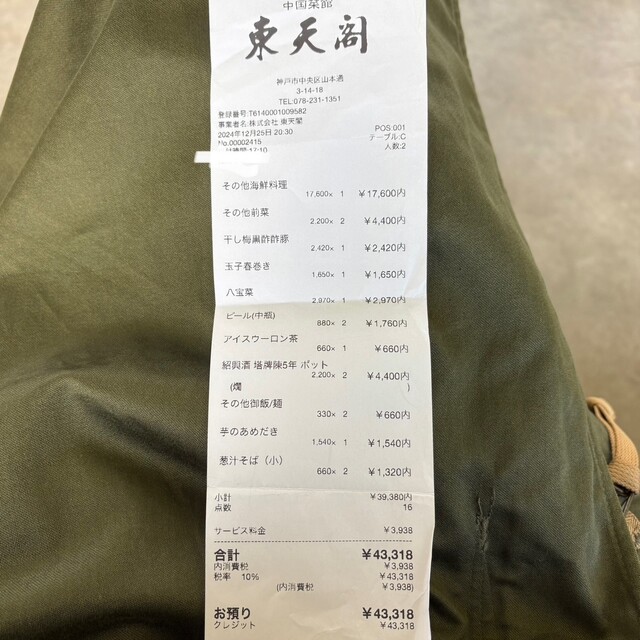 中国菜館
東天阁
神戸市中央区山本通
3-14-18
TEL:078-231-1351
登録番号:T6140001009582
事業者名:株式会社 東天閣
2024年12月25日 20:30 POS:001
No.00002415 テーブル:C
17:10 人数:2
その他海鮮料理
17,600× 1 ¥17,600内
その他前菜
2,200× 2 ¥4,400内
干し梅黒酢酢豚
2,420× 1 ¥2,420内
玉子春巻き
1,650× 1 ¥1,650内
八宝菜
2,970× 1 ¥2,970内
ビール(中瓶)
880× 2 ¥1,760内
アイスウーロン茶
660× 1 ¥660内
紹興酒 塔牌陳5年 ポット
2,200× 2 ¥4,400内
(燗 )
その他御飯/麺
330× 2 ¥660内
芋のあめだき
1,540× 1 ¥1,540内
葱汁そば（小）
660× 2 ¥1,320内
小計 ¥39,380内
点数 16
サービス料金 ¥3,938
合計 ¥43,318
内消費税 ¥3,938
税率 10% ¥43,318
(内消費税 ¥3,938)
お預り ¥43,318
クレジット ¥43,318